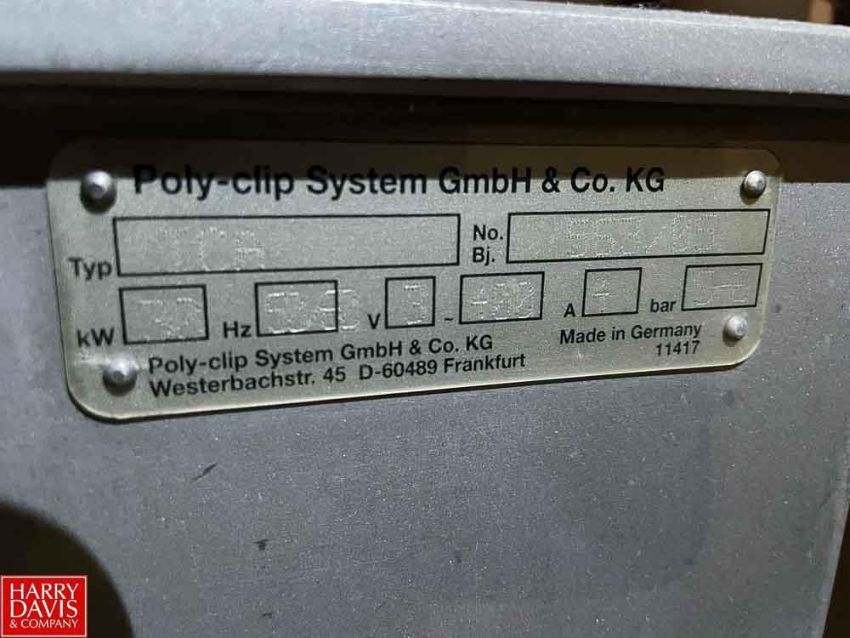 Poly-clip System GmbH & Co. KG
Typ
No.
Bj.
kW Hz V 3 ~ A bar
Poly-clip System GmbH & Co. KG
Westerbachstr. 45 D-60489 Frankfurt
Made in Germany
11417
HARRY
DAVIS
& COMPANY